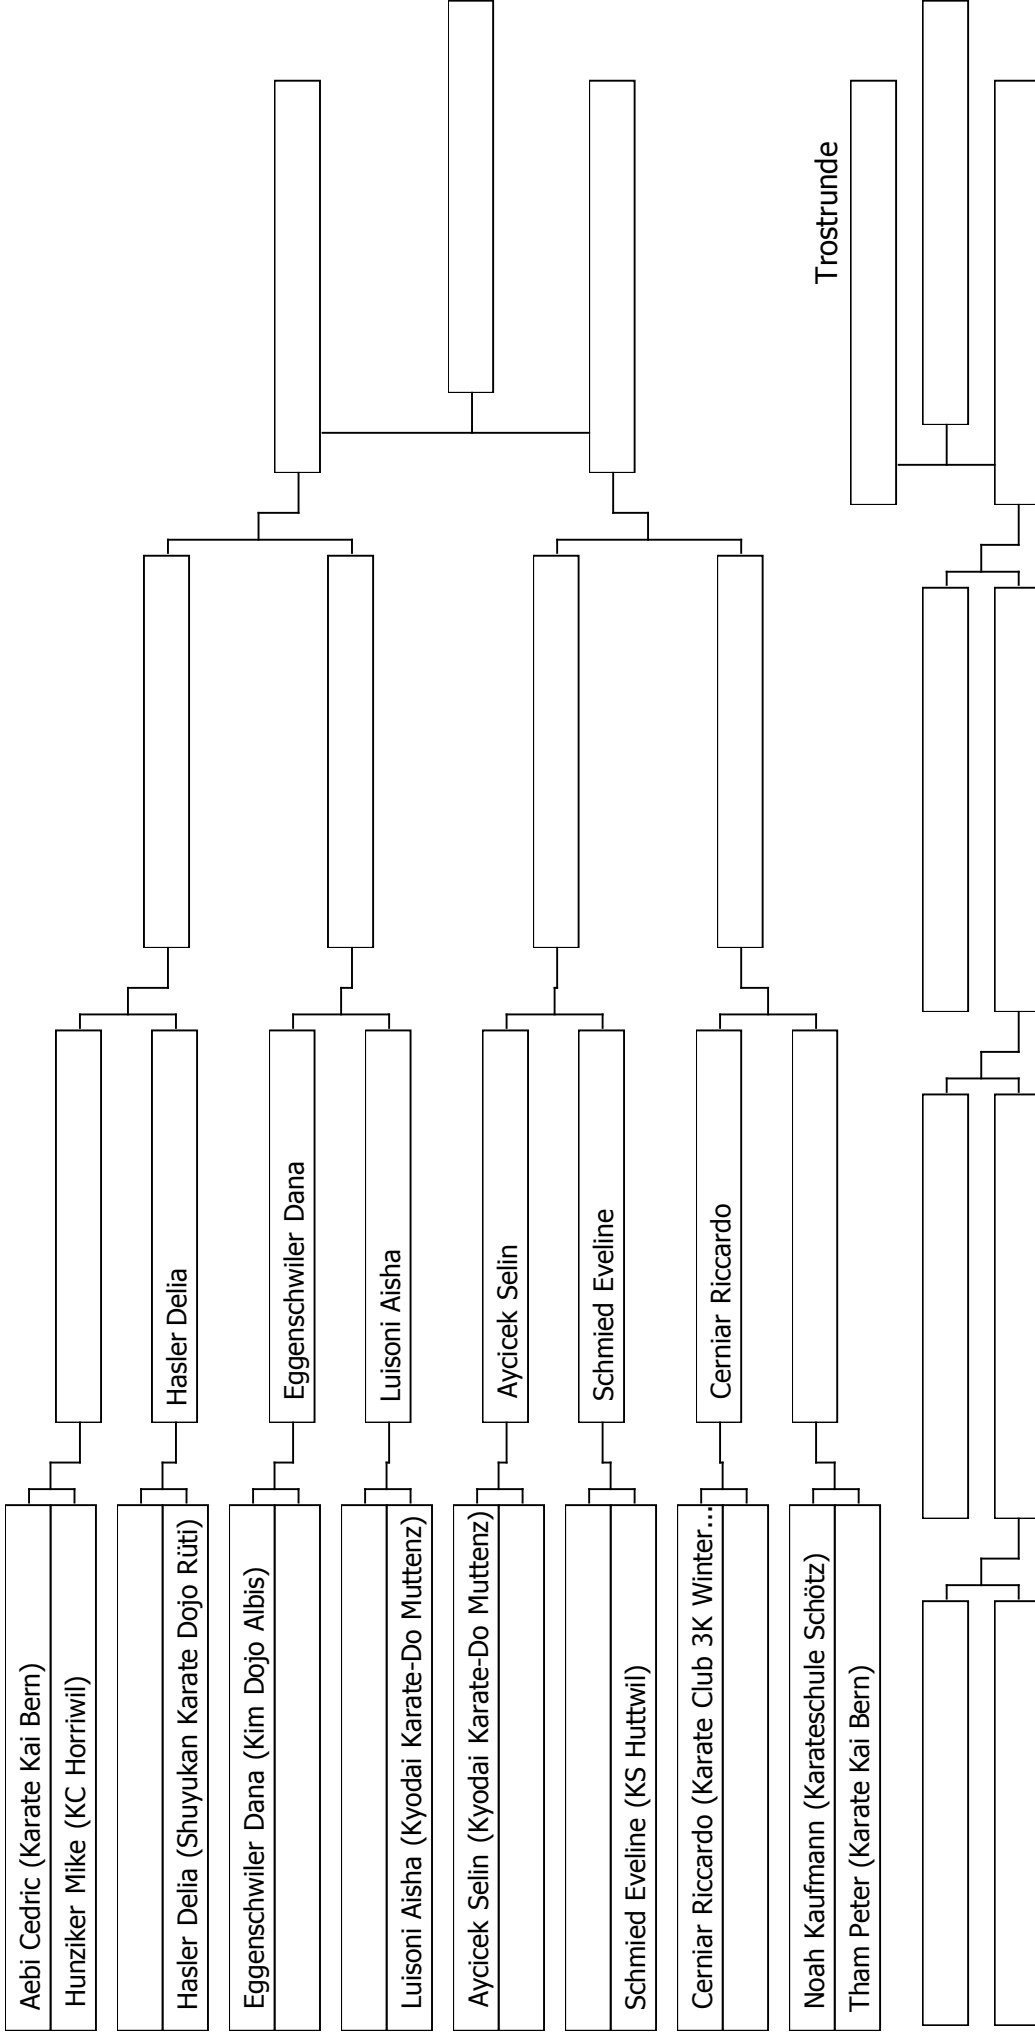 Aebi Cedric (Karate Kai Bern)
Hunziker Mike (KC Horriwil)
Hasler Delia (Shuyukan Karate Dojo Rüti)
Eggenschwiler Dana (Kim Dojo Albis)
Luisoni Aisha (Kyodai Karate-Do Muttenz)
Aycicek Selin (Kyodai Karate-Do Muttenz)
Schmied Eveline (KS Huttwil)
Cerniar Riccardo (Karate Club 3K Winter...
Noah Kaufmann (Karateschule Schötz)
Tham Peter (Karate Kai Bern)
Hasler Delia
Eggenschwiler Dana
Luisoni Aisha
Aycicek Selin
Schmied Eveline
Cerniar Riccardo
Trostrunde